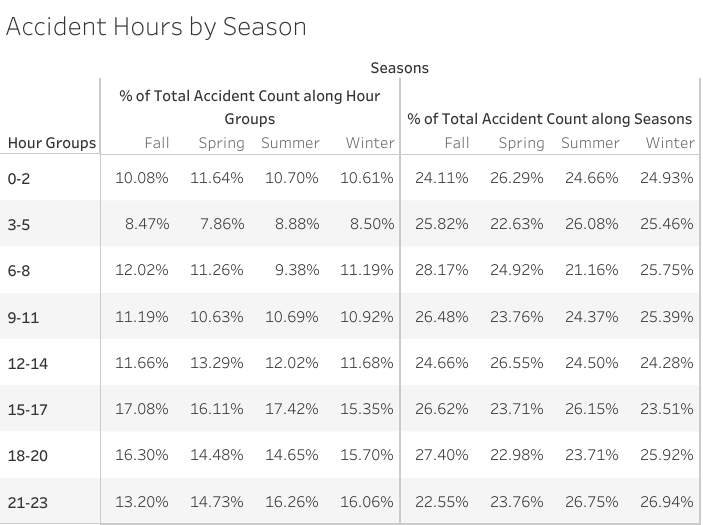 Accident Hours by Season
Seasons
% of Total Accident Count along Hour
Groups
% of Total Accident Count along Seasons
Hour Groups Fall Spring Summer Winter Fall Spring Summer Winter
0-2 10.08% 11.64% 10.70% 10.61% 24.11% 26.29% 24.66% 24.93%
3-5 8.47% 7.86% 8.88% 8.50% 25.82% 22.63% 26.08% 25.46%
6-8 12.02% 11.26% 9.38% 11.19% 28.17% 24.92% 21.16% 25.75%
9-11 11.19% 10.63% 10.69% 10.92% 26.48% 23.76% 24.37% 25.39%
12-14 11.66% 13.29% 12.02% 11.68% 24.66% 26.55% 24.50% 24.28%
15-17 17.08% 16.11% 17.42% 15.35% 26.62% 23.71% 26.15% 23.51%
18-20 16.30% 14.48% 14.65% 15.70% 27.40% 22.98% 23.71% 25.92%
21-23 13.20% 14.73% 16.26% 16.06% 22.55% 23.76% 26.75% 26.94%